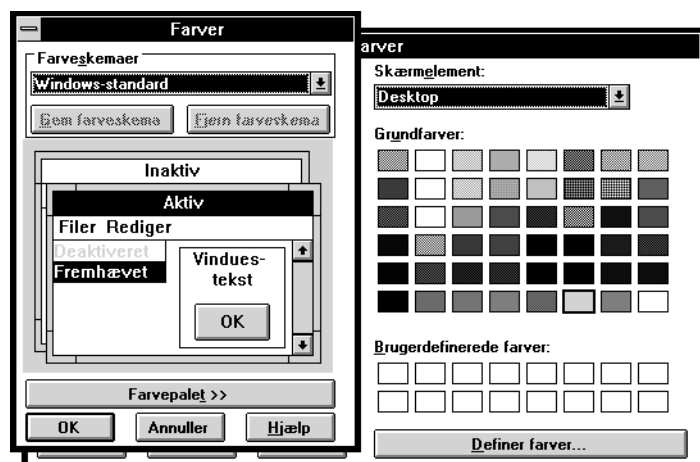 Farver
Farveskemaer
Windows-standard
Gem farveskema
Fjern farveskema
Inaktiv
Aktiv
Filer Rediger
Deaktiveret
Fremhævet
Vindues-
tekst
OK
Farvepalet >>
OK
Annuller
Hjælp
arver
Skærmelement:
Desktop
Grundfarver:
Brugerdefinerede farver:
Definer farver...